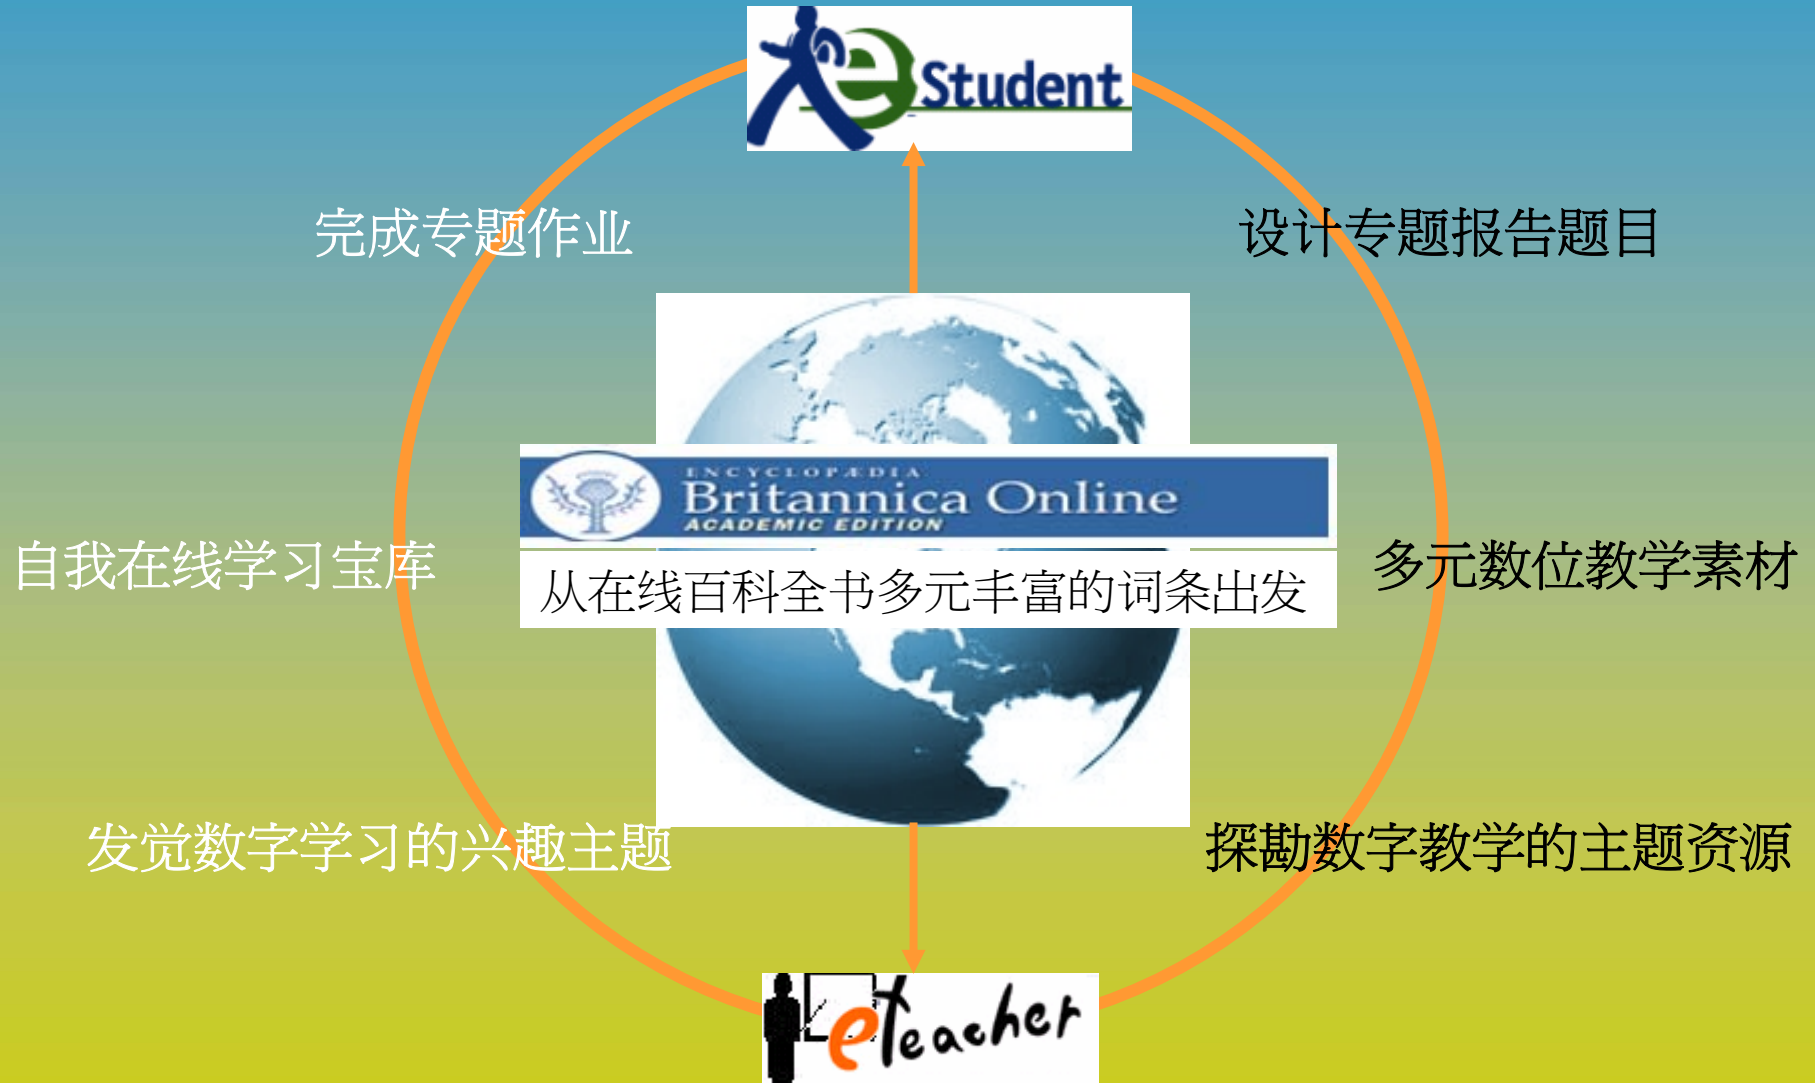 eStudent
完成专题作业
设计专题报告题目
ENCYCLOPÆDIA
Britannica Online
ACADEMIC EDITION
自我在线学习宝库
多元数位教学素材
从在线百科全书多元丰富的词条出发
发觉数字学习的兴趣主题
探勘数字教学的主题资源
eTeacher